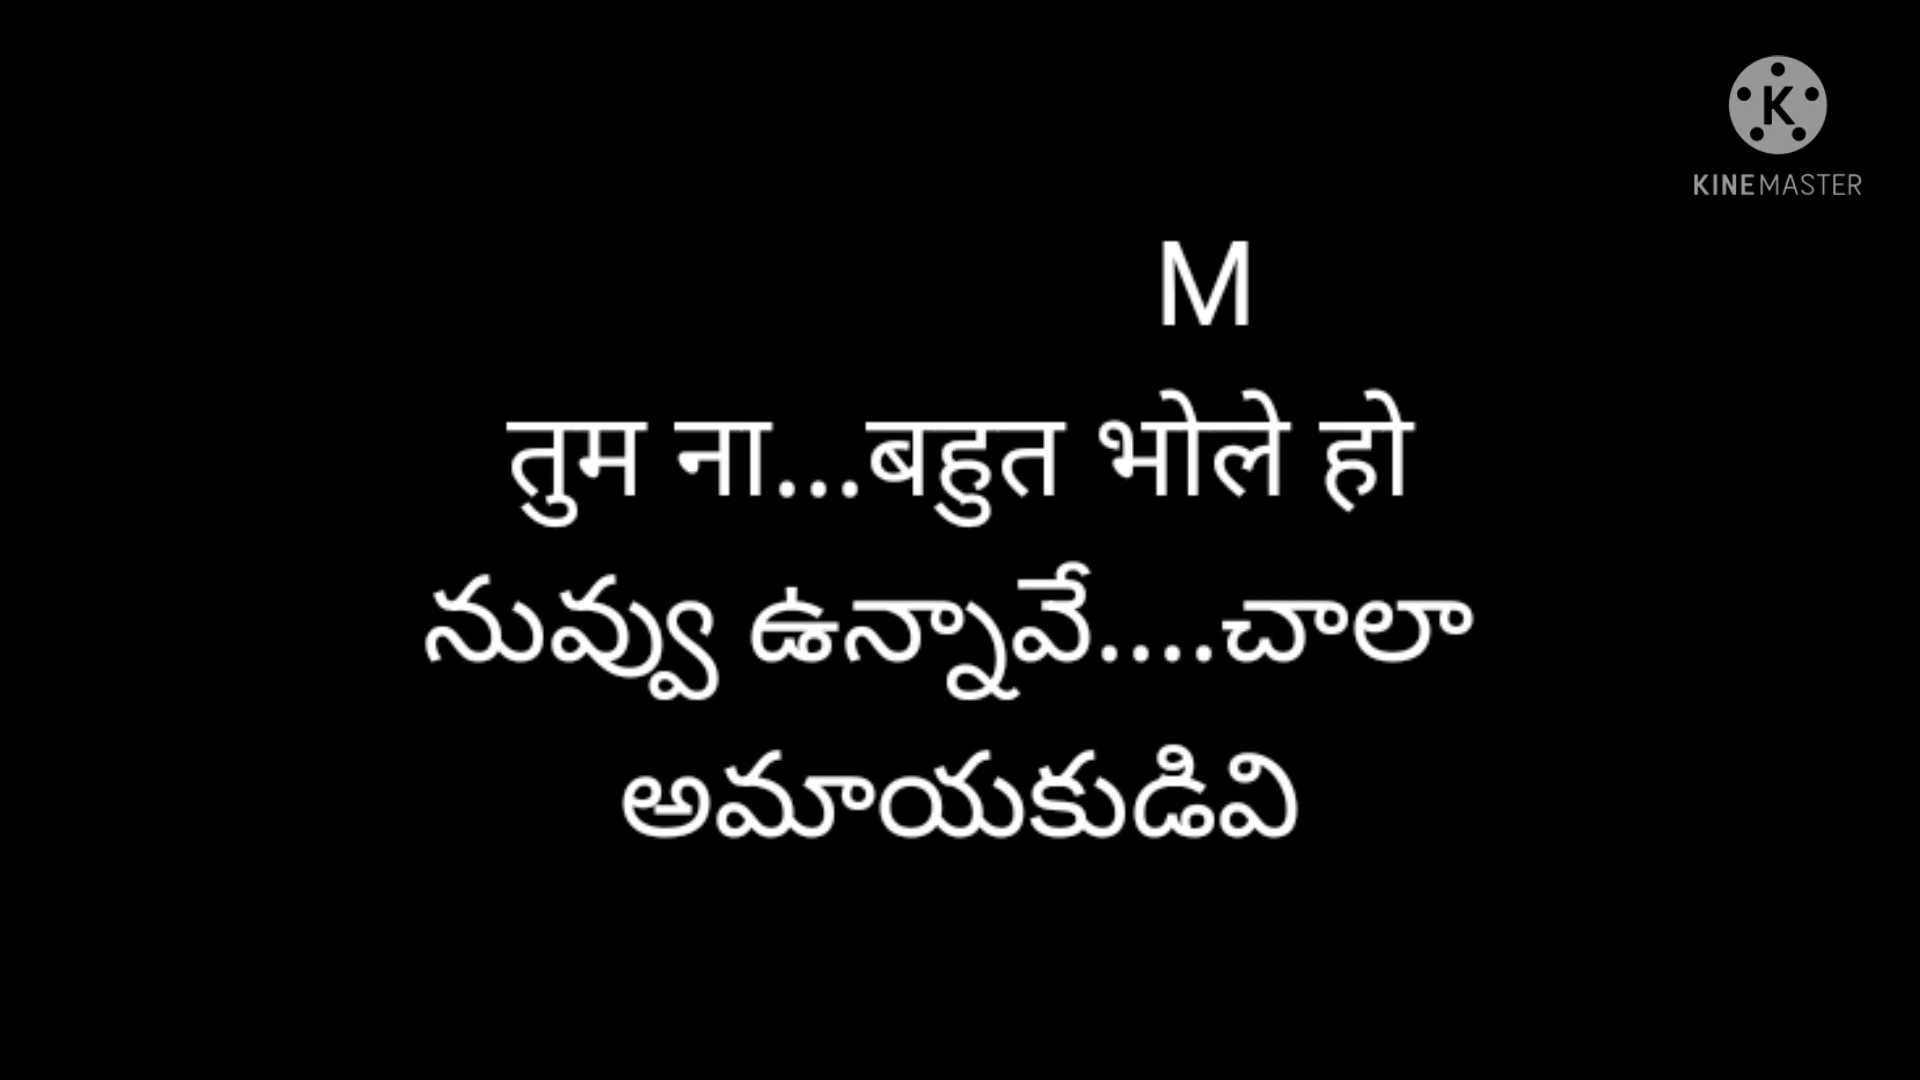 K
KINEMASTER
M
तुम ना...बहुत भोले हो
నువ్వు ఉన్నావే....చాలా
అమాయకుడివి